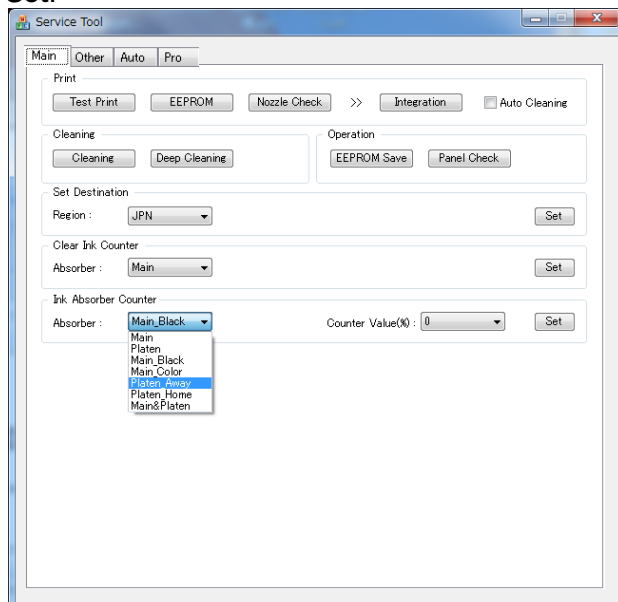 Service Tool
Main Other Auto Pro
Print
Test Print EEPROM Nozzle Check >> Integration Auto Cleaning
Cleaning Operation
Cleaning Deep Cleaning EEPROM Save Panel Check
Set Destination
Region : JPN Set
Clear Ink Counter
Absorber : Main Set
Ink Absorber Counter
Absorber : Main_Black Counter Value(%) : 0 Set
Main
Platen
Main_Black
Main_Color
Platen_Away
Platen_Home
Main&Platen